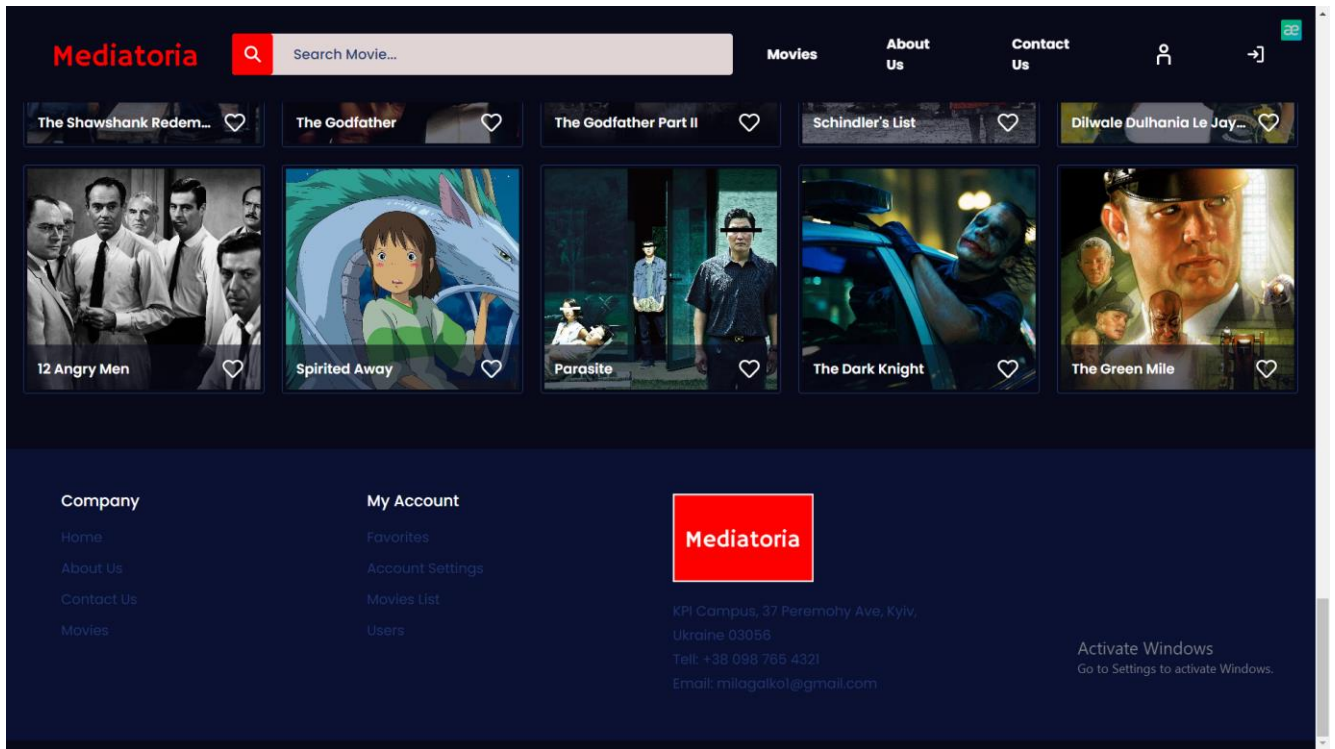 Mediatoria
Search Movie...
Movies
About
Us
Contact
Us
æ
The Shawshank Redem...
The Godfather
The Godfather Part II
Schindler's List
Dilwale Dulhania Le Jay...
12 Angry Men
Spirited Away
Parasite
The Dark Knight
The Green Mile
Company
Home
About Us
Contact Us
Movies
My Account
Favorites
Account Settings
Movies List
Users
Mediatoria
KPI Campus, 37 Peremohy Ave, Kyiv,
Ukraine 03056
Tell: +38 098 765 4321
Email: milagalko1@gmail.com
Activate Windows
Go to Settings to activate Windows.